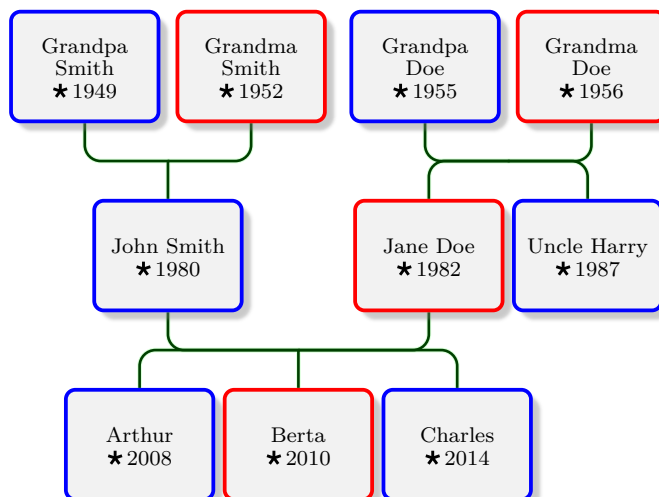 Grandpa
Smith
★ 1949
Grandma
Smith
★ 1952
Grandpa
Doe
★ 1955
Grandma
Doe
★ 1956
John Smith
★ 1980
Jane Doe
★ 1982
Uncle Harry
★ 1987
Arthur
★ 2008
Berta
★ 2010
Charles
★ 2014